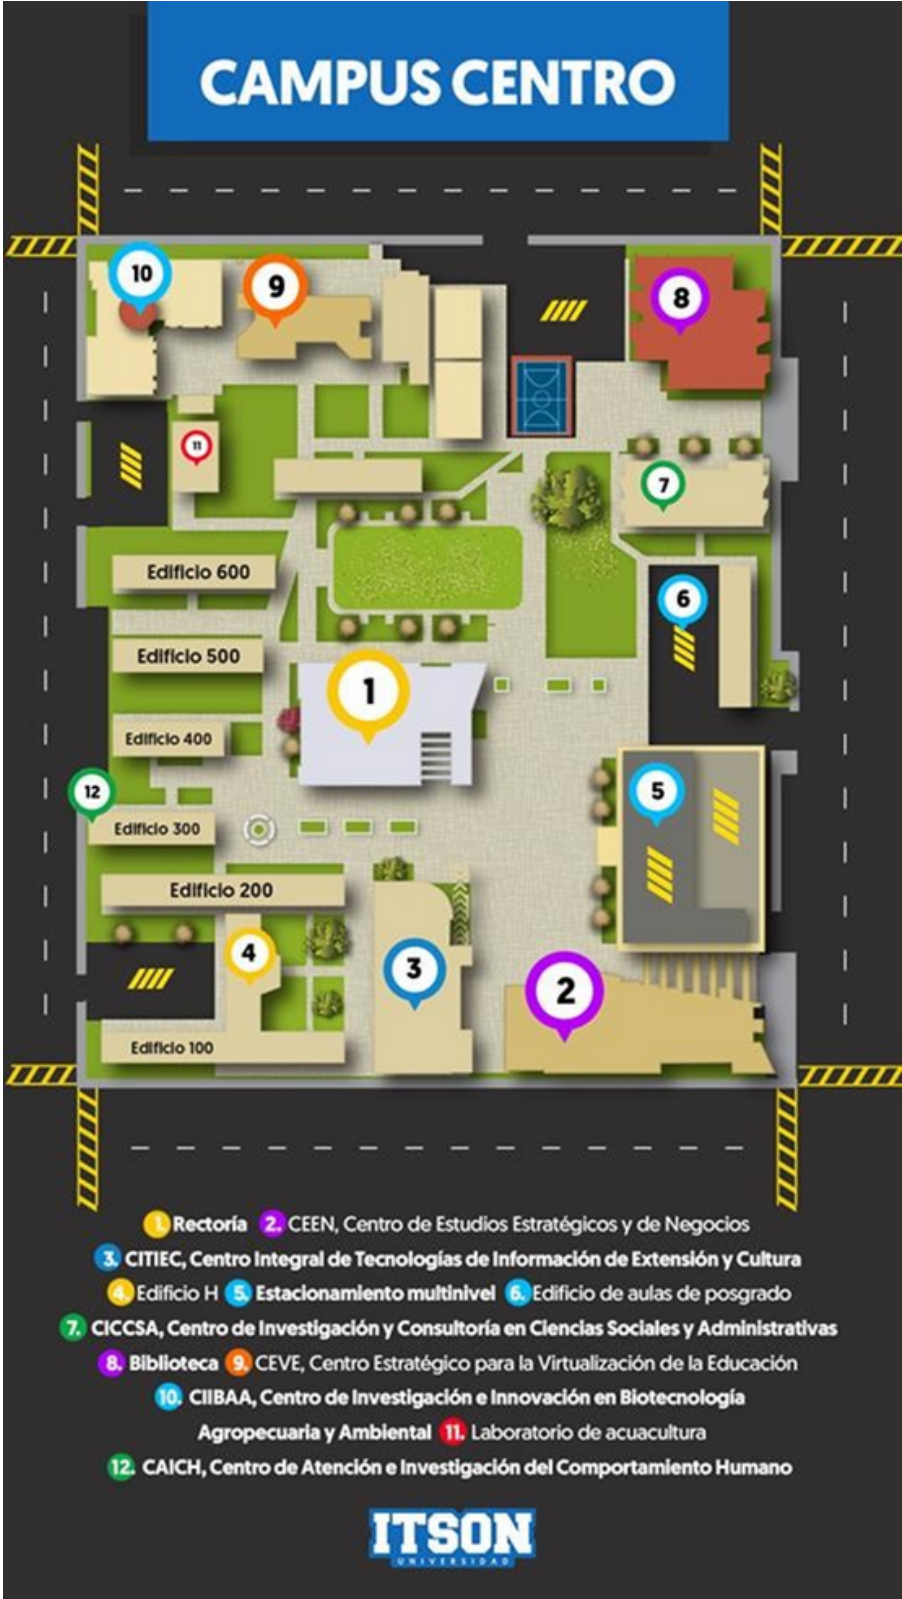 CAMPUS CENTRO
10
9
8
11
7
Edificio 600
6
Edificio 500
1
Edificio 400
12
5
Edificio 300
Edificio 200
4
3
2
Edificio 100
1. Rectoría 2. CEEN, Centro de Estudios Estratégicos y de Negocios
3. CITIEC, Centro Integral de Tecnologías de Información de Extensión y Cultura
4. Edificio H 5. Estacionamiento multinivel 6. Edificio de aulas de posgrado
7. CICCSA, Centro de Investigación y Consultoría en Ciencias Sociales y Administrativas
8. Biblioteca 9. CEVE, Centro Estratégico para la Virtualización de la Educación
10. CIIBAA, Centro de Investigación e Innovación en Biotecnología
Agropecuaria y Ambiental 11. Laboratorio de acuacultura
12. CAICH, Centro de Atención e Investigación del Comportamiento Humano
ITSON
UNIVERSIDAD